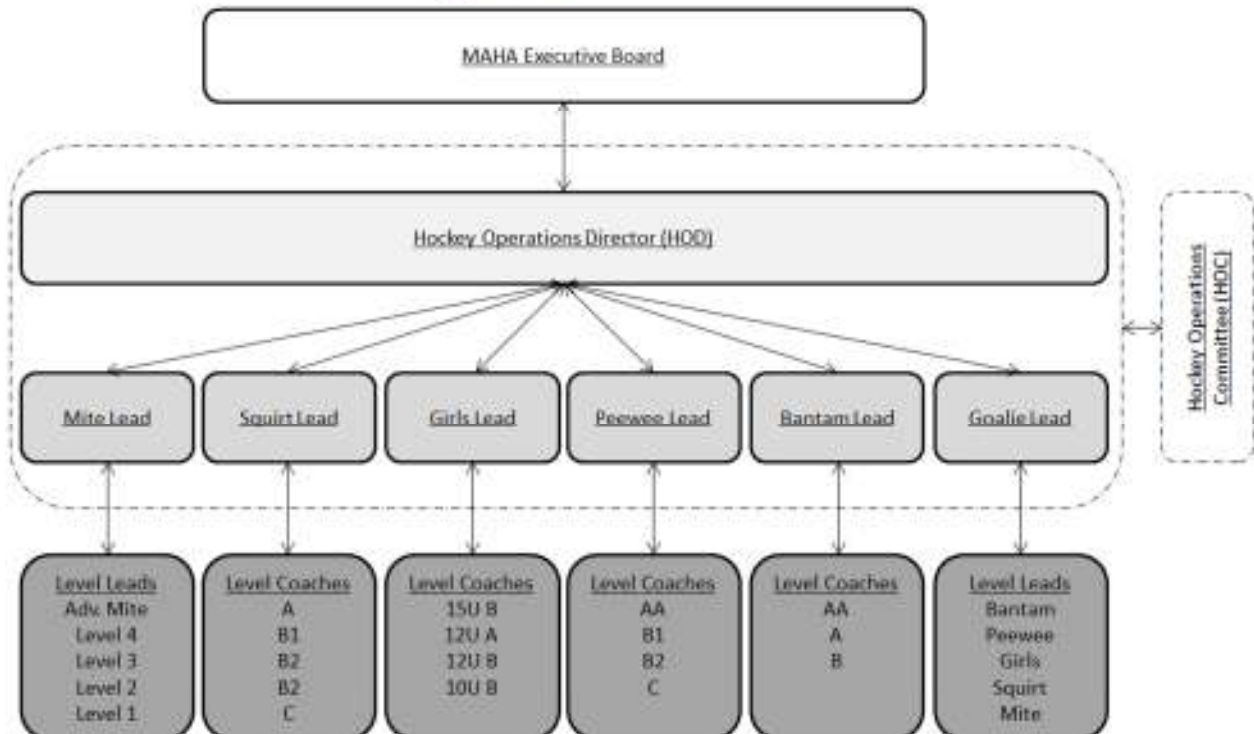 MAHA Executive Board
Hockey Operations Director (HOD)
Hockey Operations
Committee (HOC)
Mite Lead
Squirt Lead
Girls Lead
Peewee Lead
Bantam Lead
Goalie Lead
Level Leads
Adv. Mite
Level 4
Level 3
Level 2
Level 1
Level Coaches
A
B1
B2
B2
C
Level Coaches
15U B
12U A
12U B
10U B
Level Coaches
AA
B1
B2
C
Level Coaches
AA
A
B
Level Leads
Bantam
Peewee
Girls
Squirt
Mite